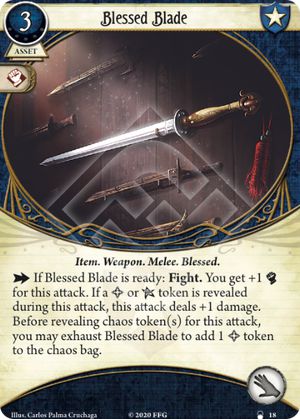 Blessed Blade
3
ASSET
Item. Weapon. Melee. Blessed.
If Blessed Blade is ready: Fight. You get +1
for this attack. If a or token is revealed
during this attack, this attack deals +1 damage.
Before revealing chaos token(s) for this attack,
you may exhaust Blessed Blade to add 1 token
to the chaos bag.
Illus. Carlos Palma Cruchaga
© 2020 FFG
18